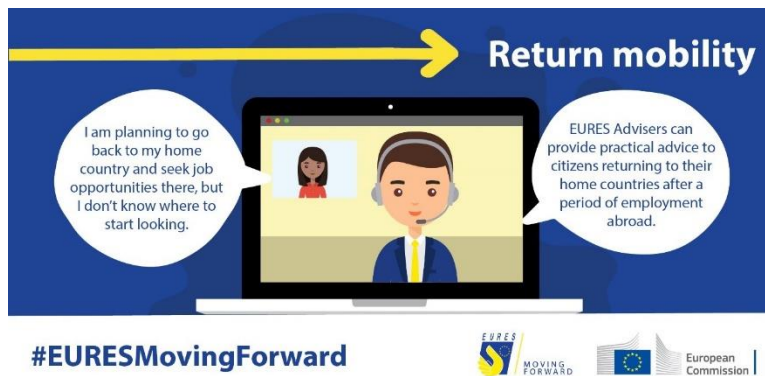 Return mobility
I am planning to go
back to my home
country and seek job
opportunities there, but
I don't know where to
start looking.
EURES Advisers can
provide practical advice to
citizens returning to their
home countries after a
period of employment
abroad.
#EURESMovingForward
EURES
MOVING
FORWARD
European
Commission